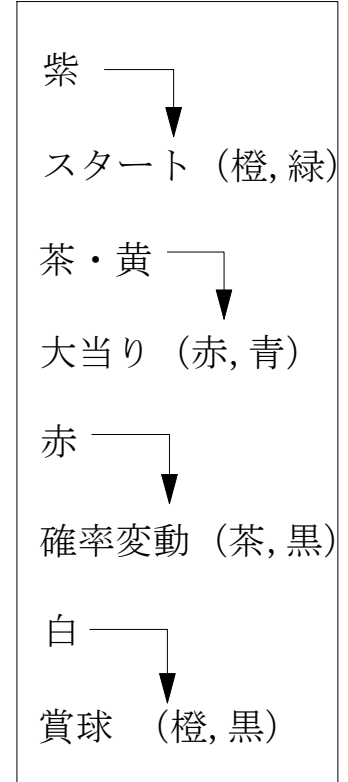 紫
スタート (橙, 緑)
茶・黄
大当り (赤, 青)
赤
確率変動 (茶, 黒)
白
賞球 (橙, 黒)